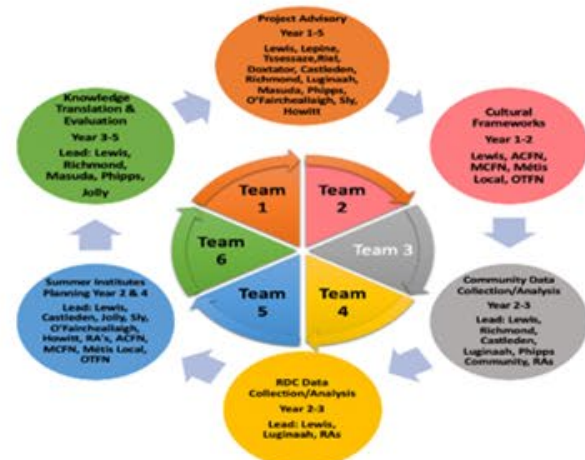 Project Advisory
Year 1-5
Lewis, Lepine,
Tssessaze,Riel,
Doxtator, Castleden,
Richmond, Luginaah,
Masuda, Phipps,
O'Faircheallaigh, Sly,
Howitt
Cultural
Frameworks
Year 1-2
Lewis, ACFN,
MCFN, Métis
Local, OTFN
Community Data
Collection/Analysis
Year 2-3
Lead: Lewis,
Richmond,
Castleden,
Luginaah, Phipps
Community, RAs
RDC Data
Collection/Analysis
Year 2-3
Lead: Lewis,
Luginaah, RAs
Summer Institutes
Planning Year 2 & 4
Lead: Lewis,
Castleden, Jolly, Sly,
O'Faircheallaigh,
Howitt, RA's, ACFN,
MCFN, Métis Local,
OTFN
Knowledge
Translation &
Evaluation
Year 3-5
Lead: Lewis,
Richmond,
Masuda, Phipps,
Jolly
Team
1
Team
2
Team 3
Team
4
Team
5
Team
6